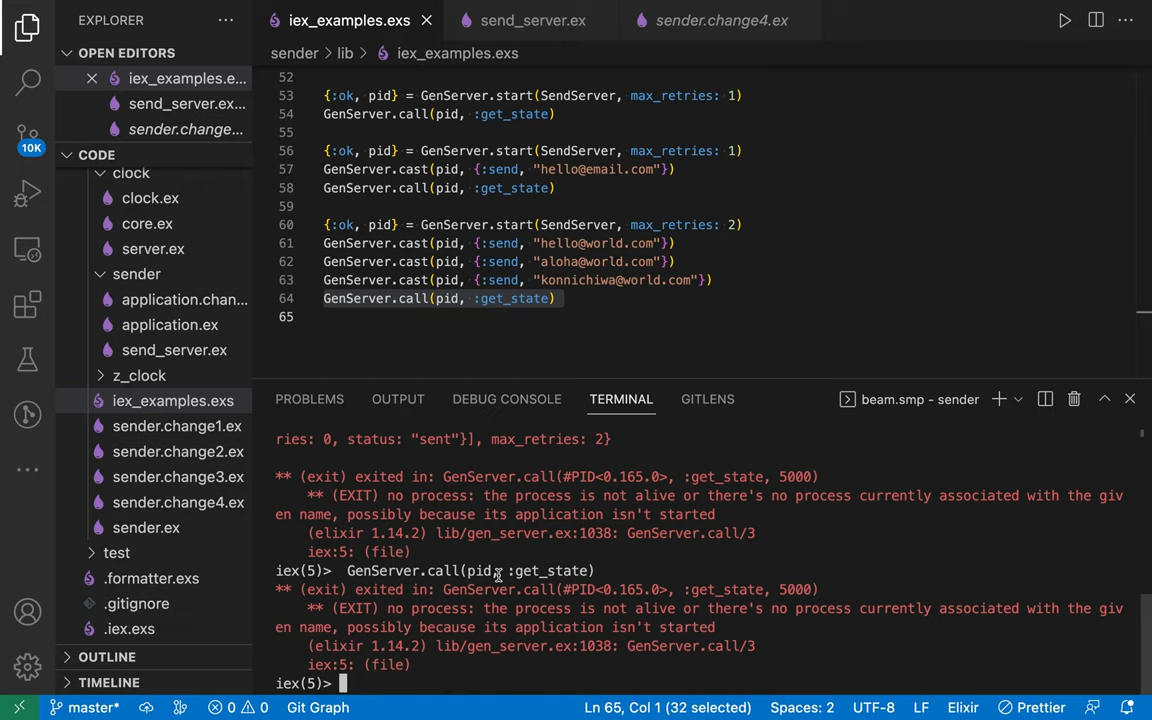 EXPLORER
iex_examples.exs
send_server.ex
sender.change4.ex
OPEN EDITORS
sender > lib > iex_examples.exs
iex_examples.e...
send_server.ex...
sender.change...
10K
CODE
clock
clock.ex
core.ex
server.ex
sender
application.chan...
application.ex
send_server.ex
z_clock
iex_examples.exs
sender.change1.ex
sender.change2.ex
sender.change3.ex
sender.change4.ex
sender.ex
test
.formatter.exs
.gitignore
.iex.exs
OUTLINE
TIMELINE
52
53 {:ok, pid} = GenServer.start(SendServer, max_retries: 1)
54 GenServer.call(pid, :get_state)
55
56 {:ok, pid} = GenServer.start(SendServer, max_retries: 1)
57 GenServer.cast(pid, {:send, "hello@email.com"})
58 GenServer.call(pid, :get_state)
59
60 {:ok, pid} = GenServer.start(SendServer, max_retries: 2)
61 GenServer.cast(pid, {:send, "hello@world.com"})
62 GenServer.cast(pid, {:send, "aloha@world.com"})
63 GenServer.cast(pid, {:send, "konnichiwa@world.com"})
64 GenServer.call(pid, :get_state)
65
PROBLEMS OUTPUT DEBUG CONSOLE TERMINAL GITLENS beam.smp - sender
ries: 0, status: "sent"}], max_retries: 2}
** (exit) exited in: GenServer.call(#PID<0.165.0>, :get_state, 5000)
** (EXIT) no process: the process is not alive or there's no process currently associated with the giv
en name, possibly because its application isn't started
(elixir 1.14.2) lib/gen_server.ex:1038: GenServer.call/3
iex:5: (file)
iex(5)> GenServer.call(pid, :get_state)
** (exit) exited in: GenServer.call(#PID<0.165.0>, :get_state, 5000)
** (EXIT) no process: the process is not alive or there's no process currently associated with the giv
en name, possibly because its application isn't started
(elixir 1.14.2) lib/gen_server.ex:1038: GenServer.call/3
iex:5: (file)
iex(5)>
master* 0 0 Git Graph Ln 65, Col 1 (32 selected) Spaces: 2 UTF-8 LF Elixir Prettier